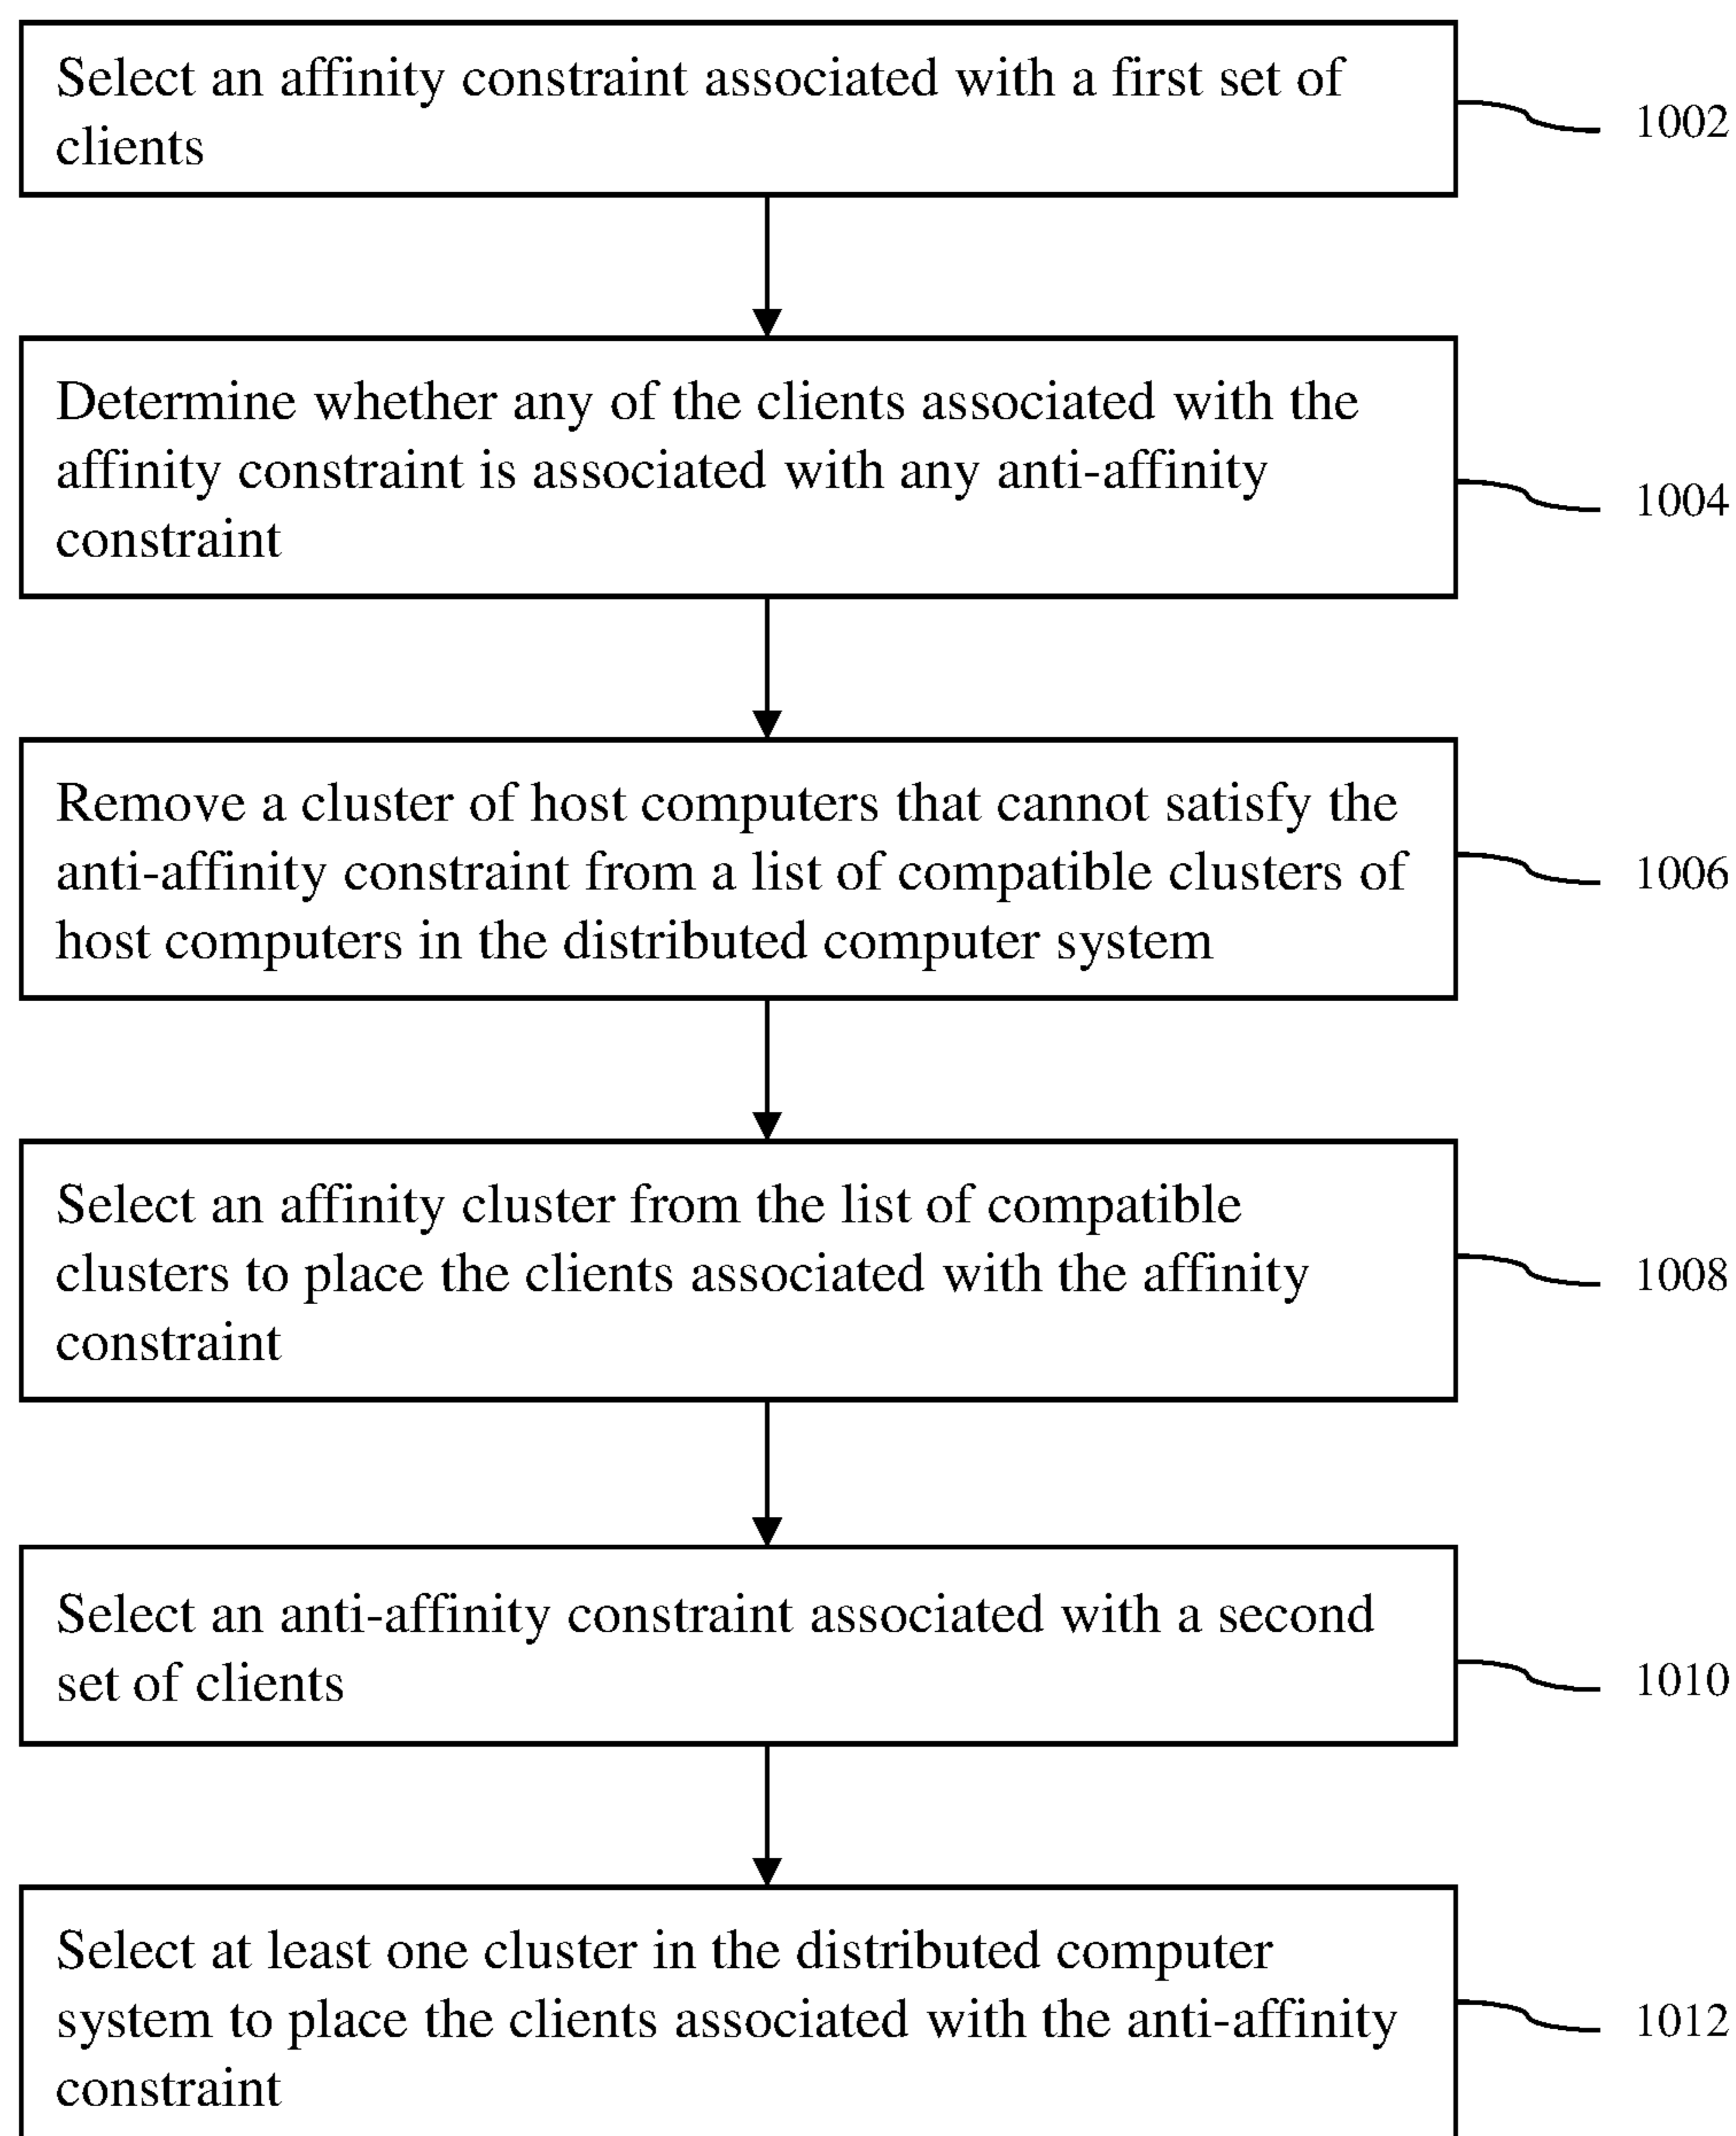 Select an affinity constraint associated with a first set of
clients
1002
Determine whether any of the clients associated with the
affinity constraint is associated with any anti-affinity
constraint
1004
Remove a cluster of host computers that cannot satisfy the
anti-affinity constraint from a list of compatible clusters of
host computers in the distributed computer system
1006
Select an affinity cluster from the list of compatible
clusters to place the clients associated with the affinity
constraint
1008
Select an anti-affinity constraint associated with a second
set of clients
1010
Select at least one cluster in the distributed computer
system to place the clients associated with the anti-affinity
constraint
1012